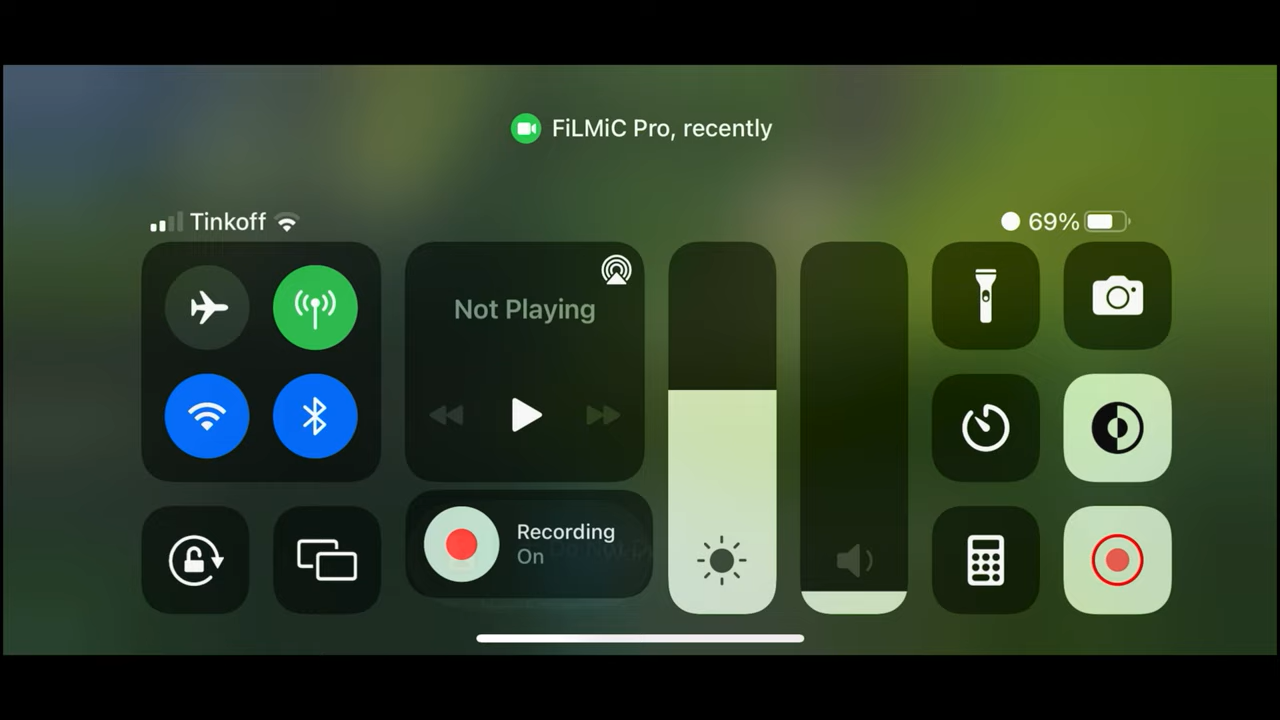 FiLMiC Pro, recently
Tinkoff
69%
Not Playing
Recording
On